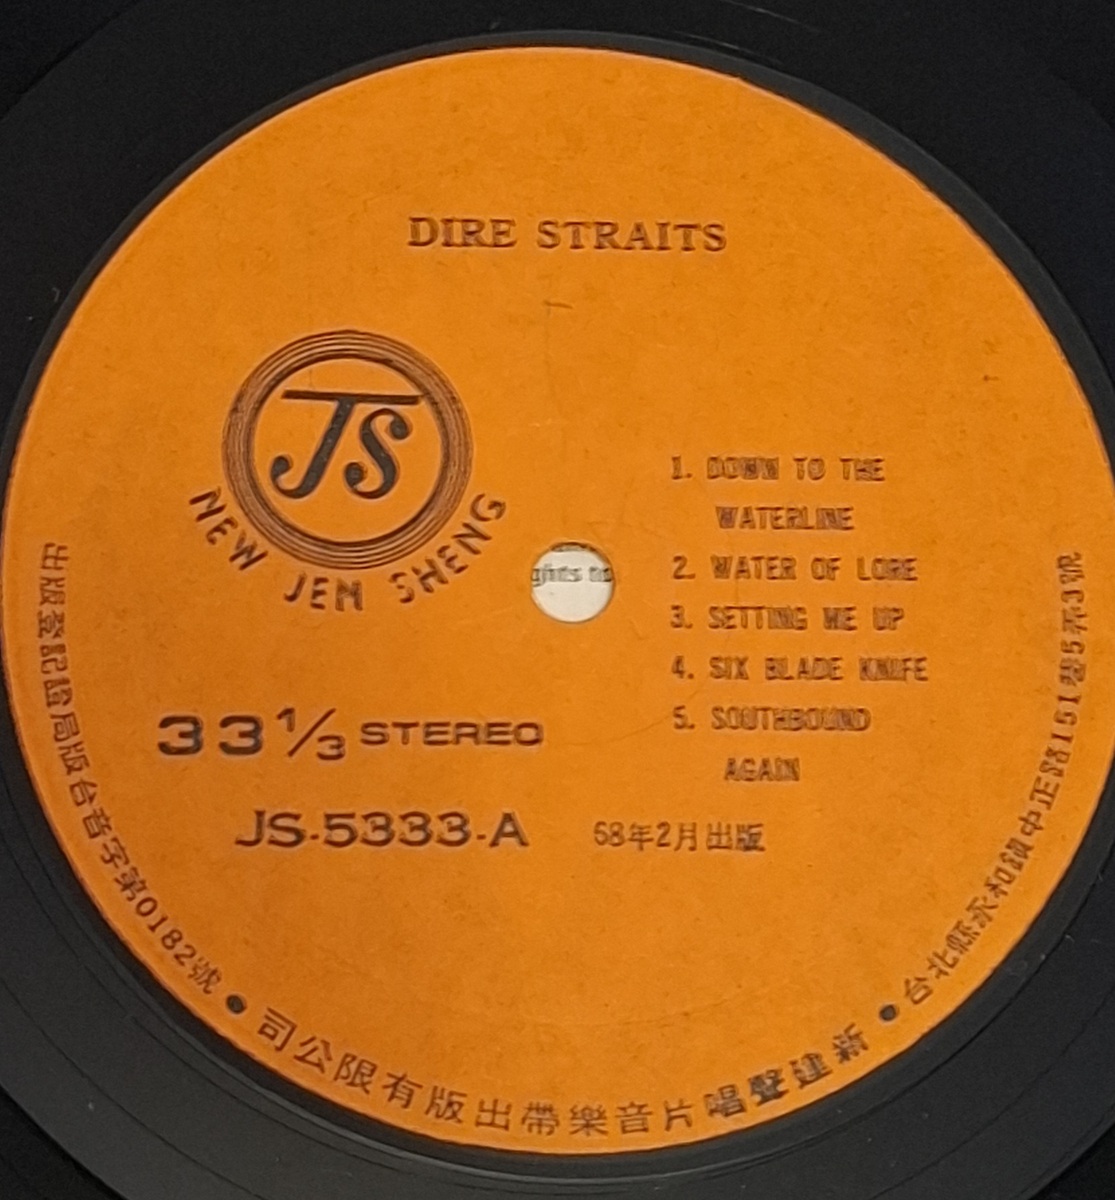 DIRE STRAITS
JS
NEW JEN SHENG
1. DOWN TO THE
WATERLINE
2. WATER OF LORE
3. SETTING ME UP
4. SIX BLADE KNIFE
5. SOUTHBOUND
AGAIN
33 1/3 STEREO
JS-5333-A
68年2月出版
出版登記證局版台音字第0182號
司公限有版出帶樂音片唱聲建新
台北縣永和鎮中正路151巷5弄3號